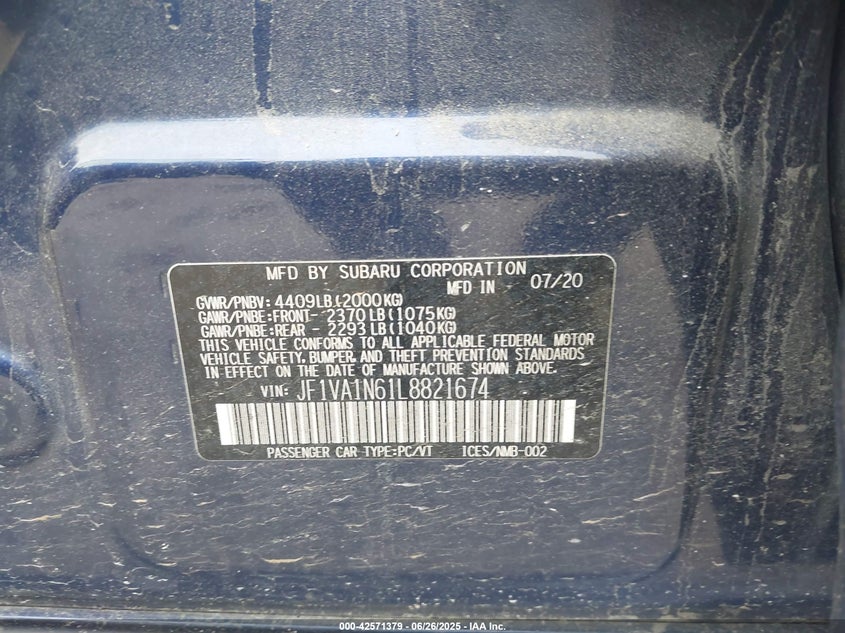 MFD BY SUBARU CORPORATION
MFD IN 07/20
GVWR/PNBV: 4409LB(2000KG)
GAWR/PNBE:FRONT- 2370LB(1075KG)
GAWR/PNBE:REAR - 2293LB(1040KG)
THIS VEHICLE CONFORMS TO ALL APPLICABLE FEDERAL MOTOR
VEHICLE SAFETY, BUMPER, AND THEFT PREVENTION STANDARDS
IN EFFECT ON THE DATE OF MANUFACTURE SHOWN ABOVE.
VIN: JF1VA1N61L8821674
PASSENGER CAR TYPE:PC/VT ICES/NMB-002
000-42571379 - 06/26/2025 - IAA Inc.